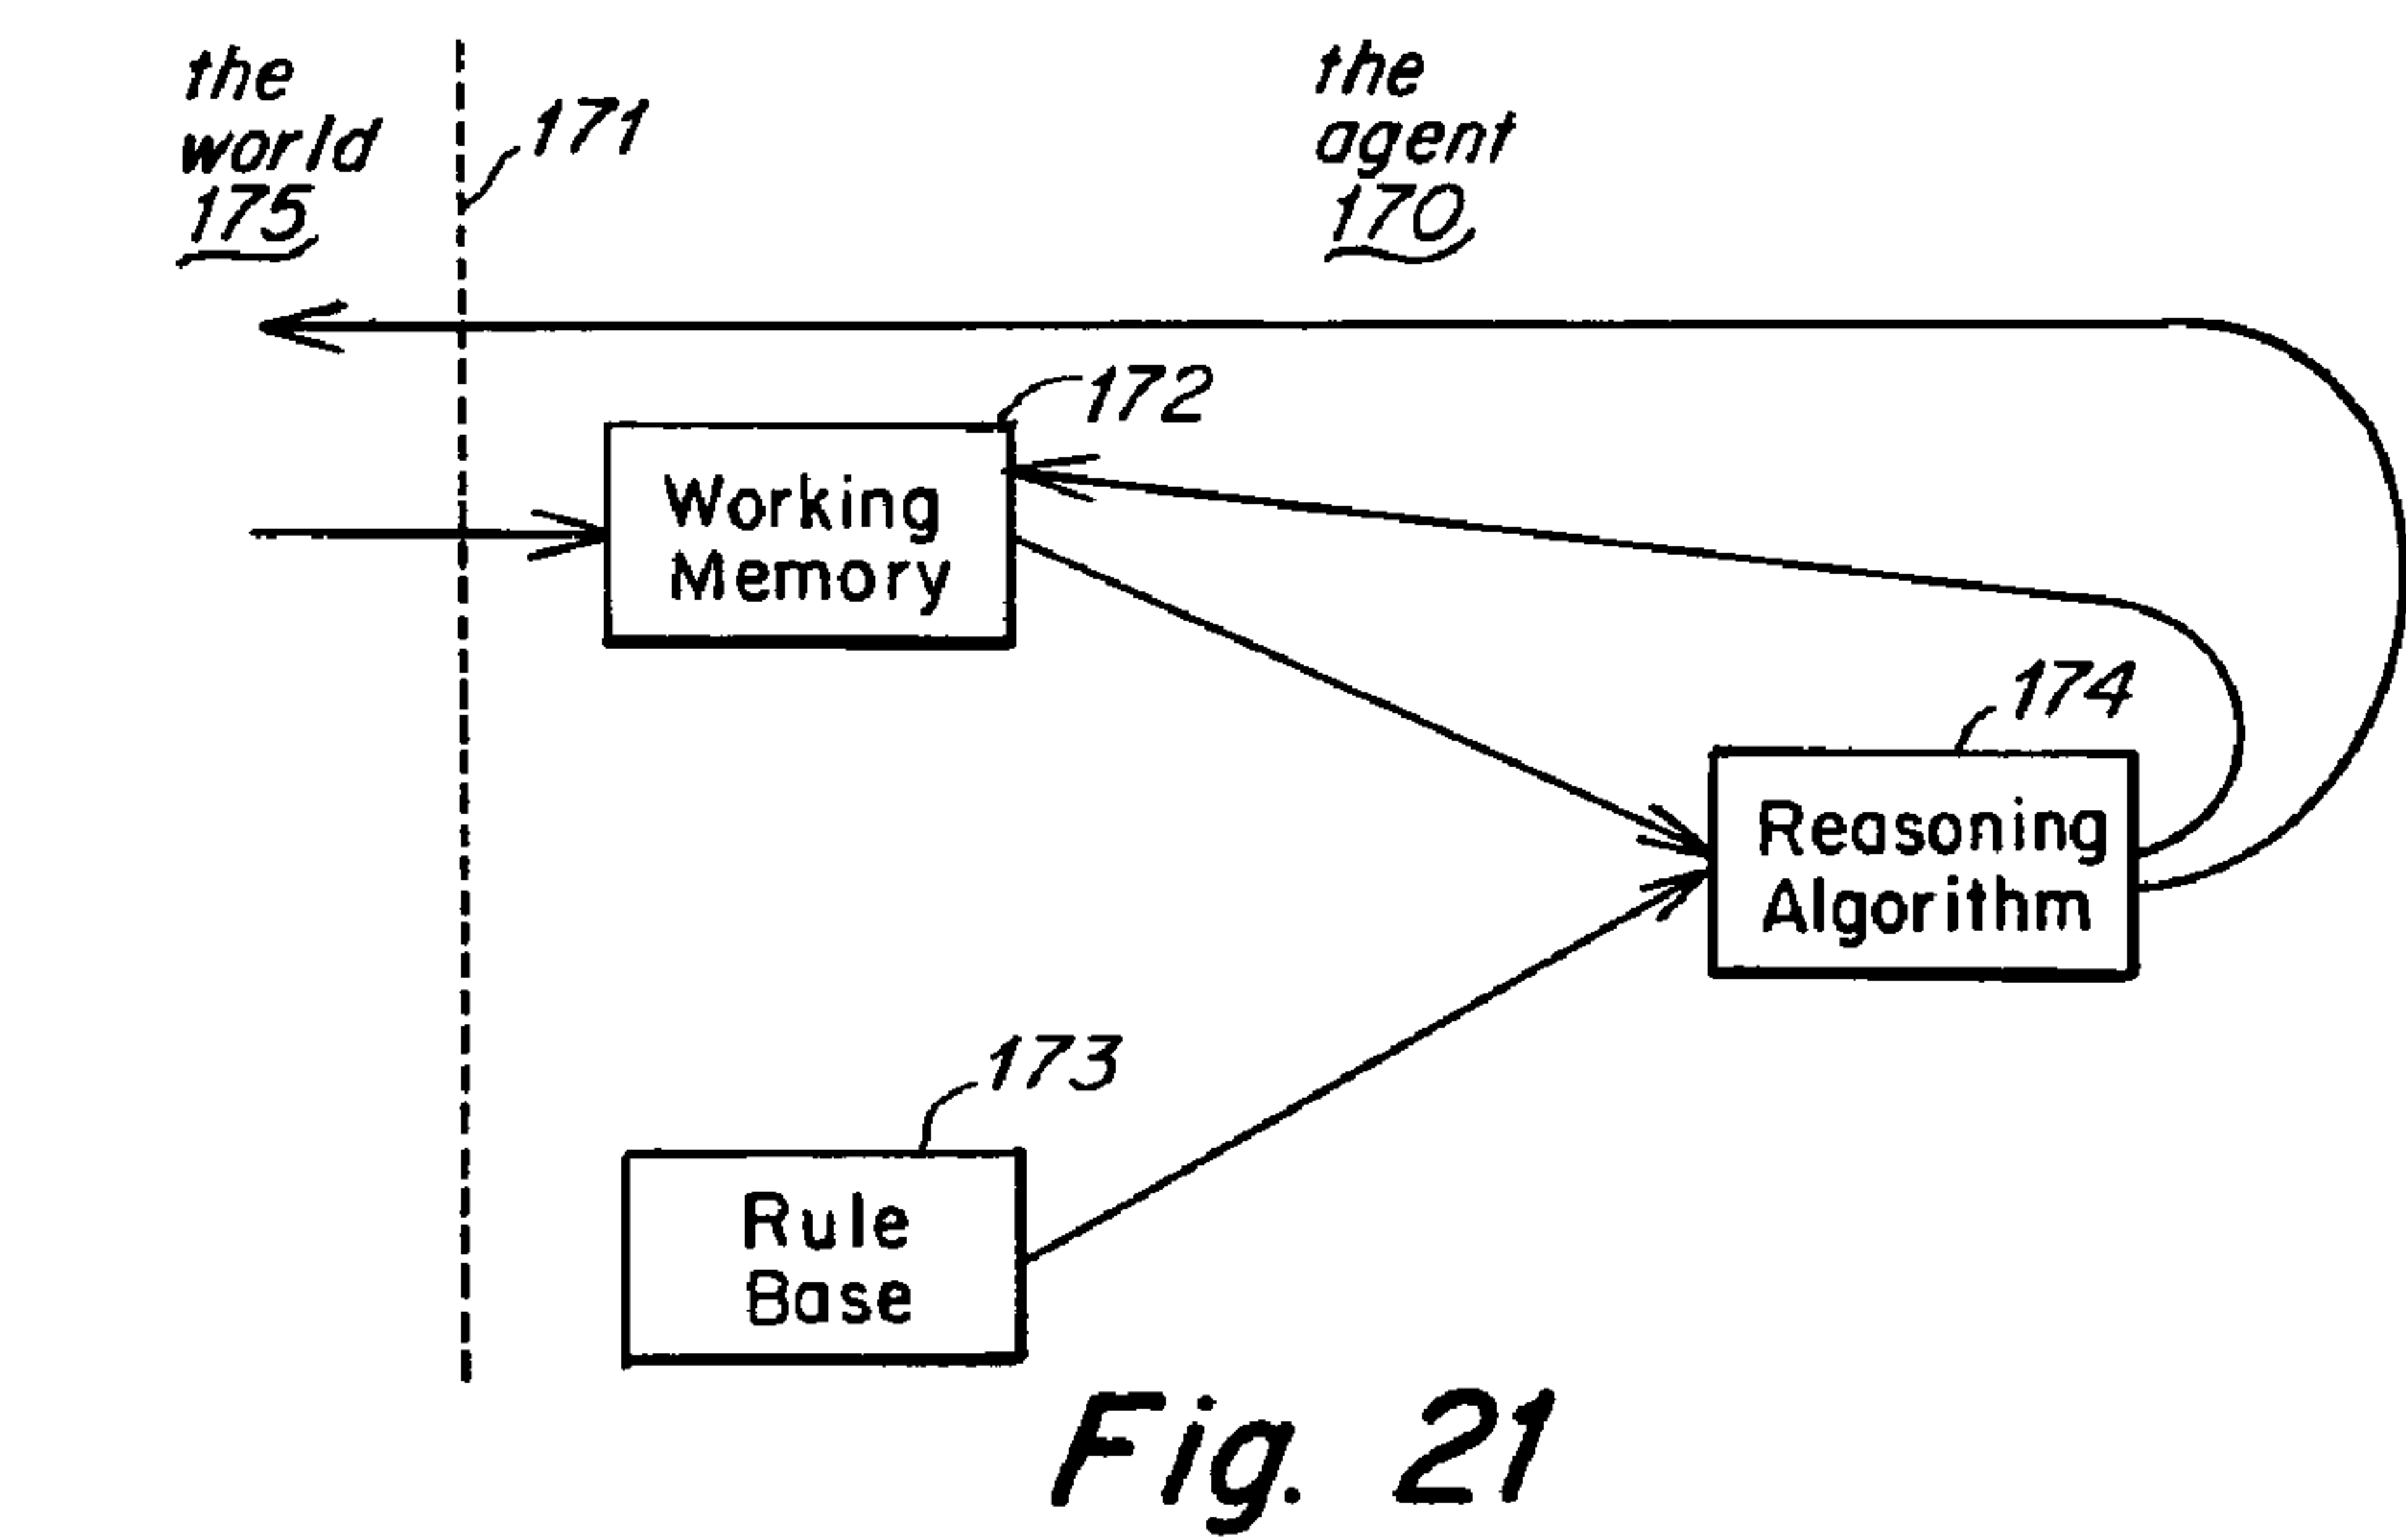 the
world
175
171
the
agent
170
172
Working
Memory
174
Reasoning
Algorithm
173
Rule
Base
Fig. 21